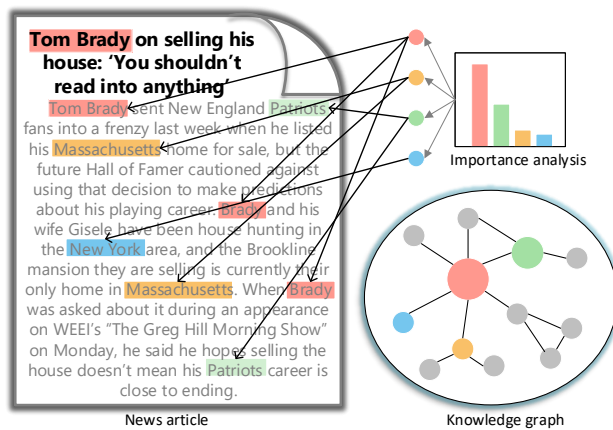 Tom Brady on selling his
house: ‘You shouldn’t
read into anything’
Tom Brady sent New England Patriots
fans into a frenzy last week when he listed
his Massachusetts home for sale, but the
future Hall of Famer cautioned against
using that decision to make predictions
about his playing career. Brady and his
wife Gisele have been house hunting in
the New York area, and the Brookline
mansion they are selling is currently their
only home in Massachusetts. When Brady
was asked about it during an appearance
on WEEI’s “The Greg Hill Morning Show”
on Monday, he said he hopes selling the
house doesn’t mean his Patriots career is
close to ending.
News article
Importance analysis
Knowledge graph